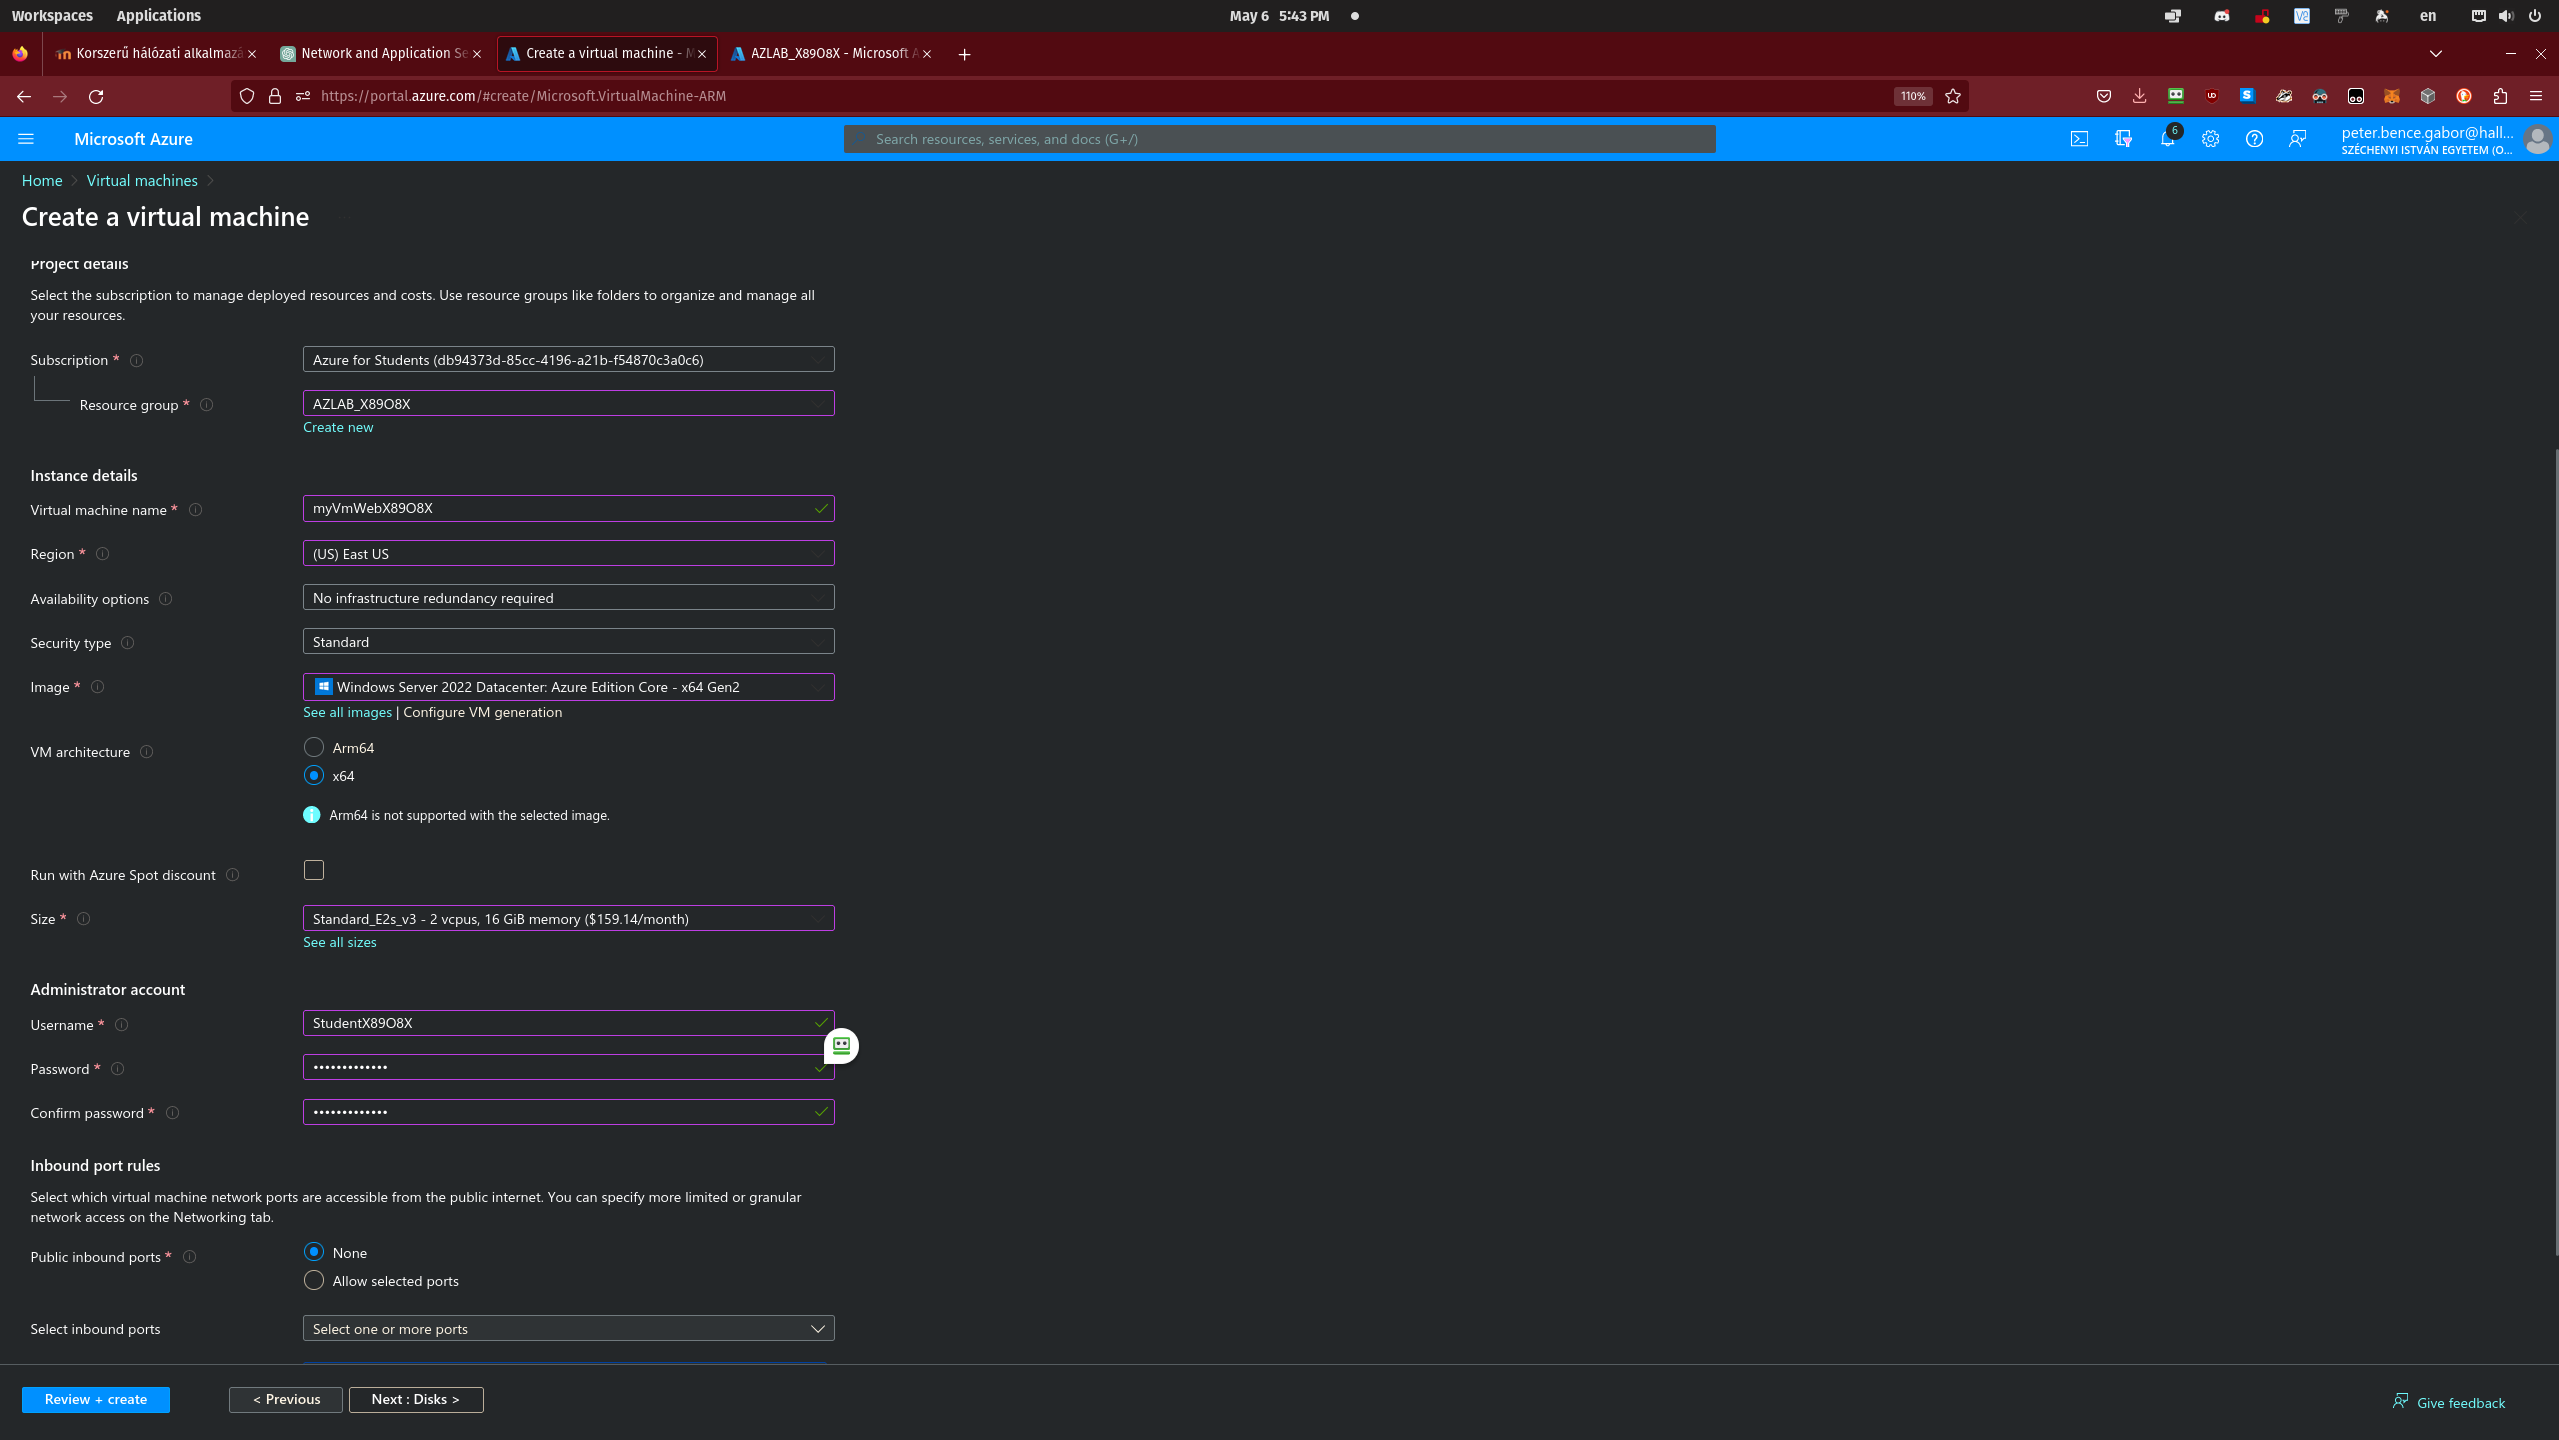 Workspaces Applications May 6 5:43 PM en
Korszerű hálózati alkalmazá Network and Application Se Create a virtual machine - M AZLAB_X89O8X - Microsoft A
https://portal.azure.com/#create/Microsoft.VirtualMachine-ARM 110%
Microsoft Azure Search resources, services, and docs (G+/) 6 peter.bence.gabor@hall...
SZÉCHENYI ISTVÁN EGYETEM (O...
Home Virtual machines
Create a virtual machine
Project details
Select the subscription to manage deployed resources and costs. Use resource groups like folders to organize and manage all
your resources.
Subscription * Azure for Students (db94373d-85cc-4196-a21b-f54870c3a0c6)
Resource group * AZLAB_X89O8X
Create new
Instance details
Virtual machine name * myVmWebX89O8X
Region * (US) East US
Availability options No infrastructure redundancy required
Security type Standard
Image * Windows Server 2022 Datacenter: Azure Edition Core - x64 Gen2
See all images | Configure VM generation
VM architecture Arm64
x64
Arm64 is not supported with the selected image.
Run with Azure Spot discount
Size * Standard_E2s_v3 - 2 vcpus, 16 GiB memory ($159.14/month)
See all sizes
Administrator account
Username * StudentX89O8X
Password * •••••••••••••
Confirm password * •••••••••••••
Inbound port rules
Select which virtual machine network ports are accessible from the public internet. You can specify more limited or granular
network access on the Networking tab.
Public inbound ports * None
Allow selected ports
Select inbound ports Select one or more ports
Review + create < Previous Next : Disks > Give feedback